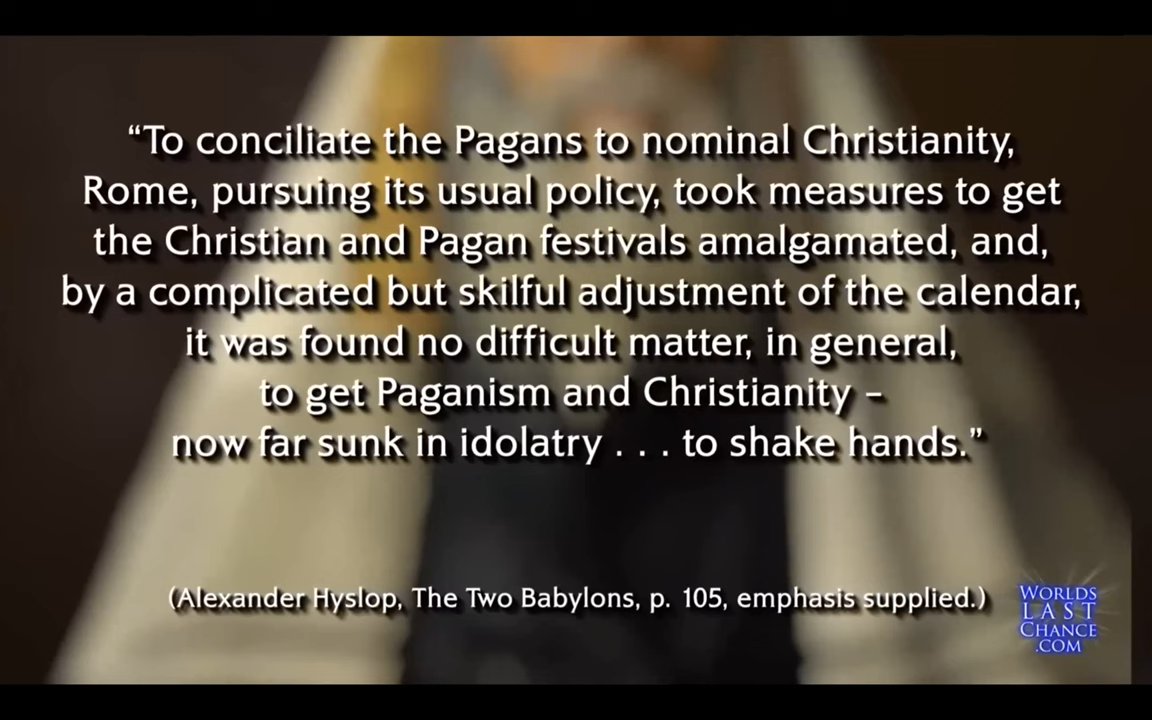 “To conciliate the Pagans to nominal Christianity,
Rome, pursuing its usual policy, took measures to get
the Christian and Pagan festivals amalgamated, and,
by a complicated but skilful adjustment of the calendar,
it was found no difficult matter, in general,
to get Paganism and Christianity –
now far sunk in idolatry . . . to shake hands.”
(Alexander Hyslop, The Two Babylons, p. 105, emphasis supplied.)
WORLDS
LAST
CHANCE
.COM